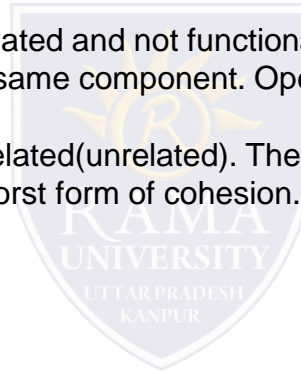 ated and not functiona
same component. Ope
elated(unrelated). The
orst form of cohesion.
R
RAMA
UNIVERSITY
UTTAR PRADESH
KANPUR